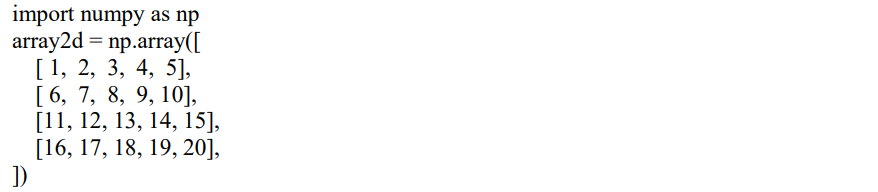 import numpy as np
array2d = np.array([
[ 1, 2, 3, 4, 5],
[ 6, 7, 8, 9, 10],
[11, 12, 13, 14, 15],
[16, 17, 18, 19, 20],
])